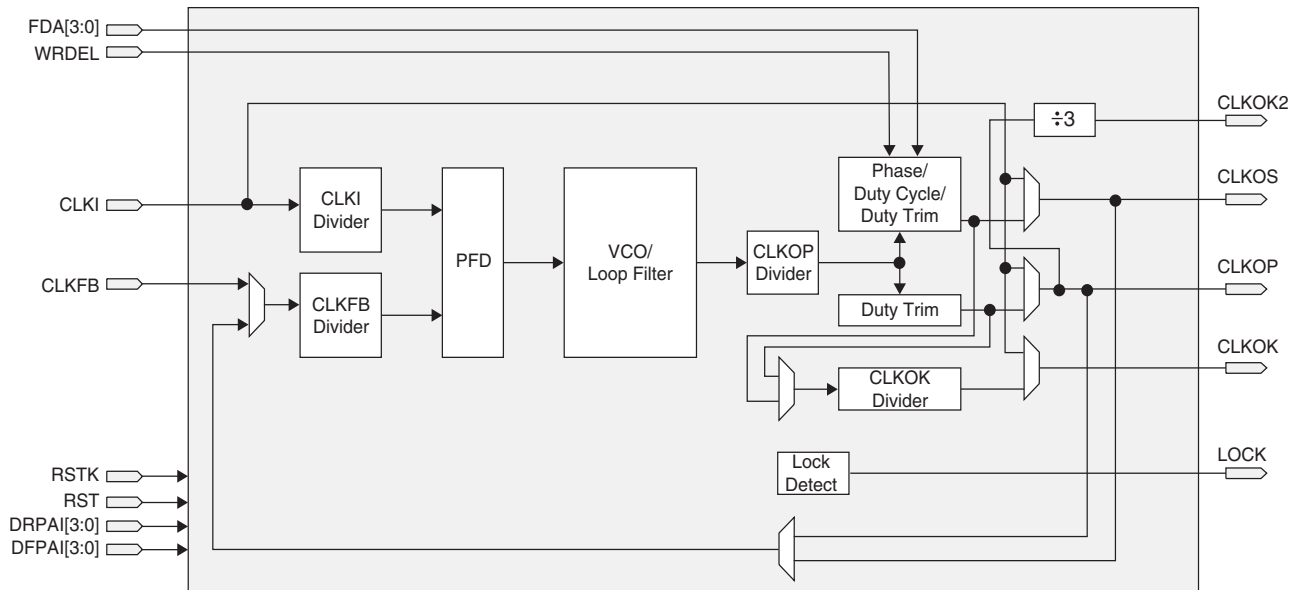 FDA[3:0]
WRDEL
CLKI
CLKFB
RSTK
RST
DRPAI[3:0]
DFPAI[3:0]
CLKI
Divider
CLKFB
Divider
PFD
VCO/
Loop Filter
CLKOP
Divider
Phase/
Duty Cycle/
Duty Trim
Duty Trim
CLKOK
Divider
Lock
Detect
÷3
CLKOK2
CLKOS
CLKOP
CLKOK
LOCK